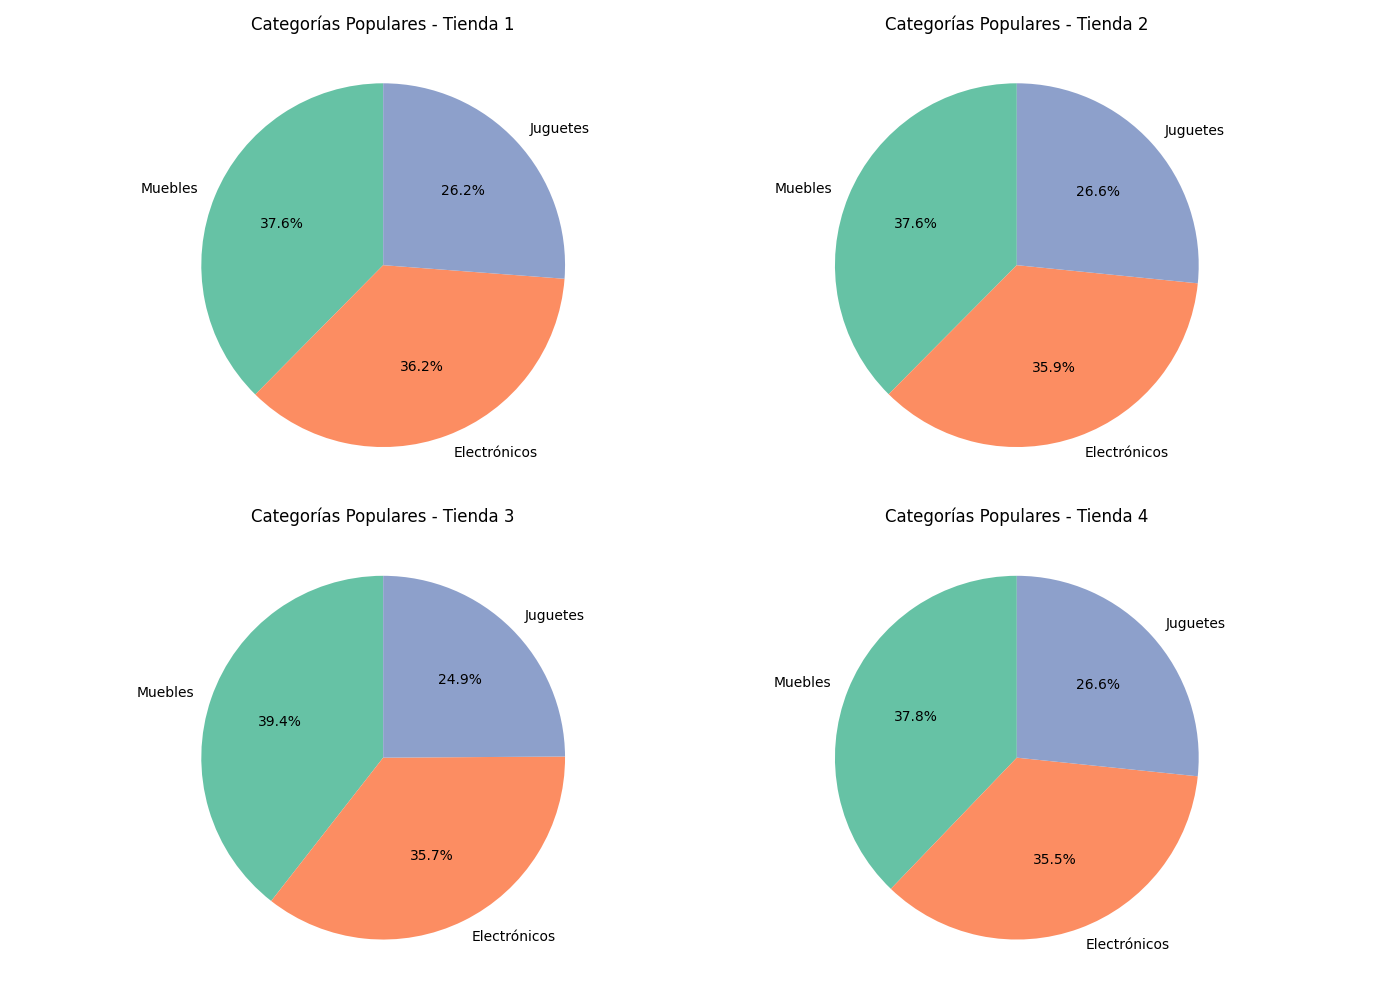 Categorías Populares - Tienda 1
Juguetes
Muebles
26.2%
37.6%
36.2%
Electrónicos
Categorías Populares - Tienda 2
Juguetes
Muebles
26.6%
37.6%
35.9%
Electrónicos
Categorías Populares - Tienda 3
Juguetes
Muebles
24.9%
39.4%
35.7%
Electrónicos
Categorías Populares - Tienda 4
Juguetes
Muebles
26.6%
37.8%
35.5%
Electrónicos